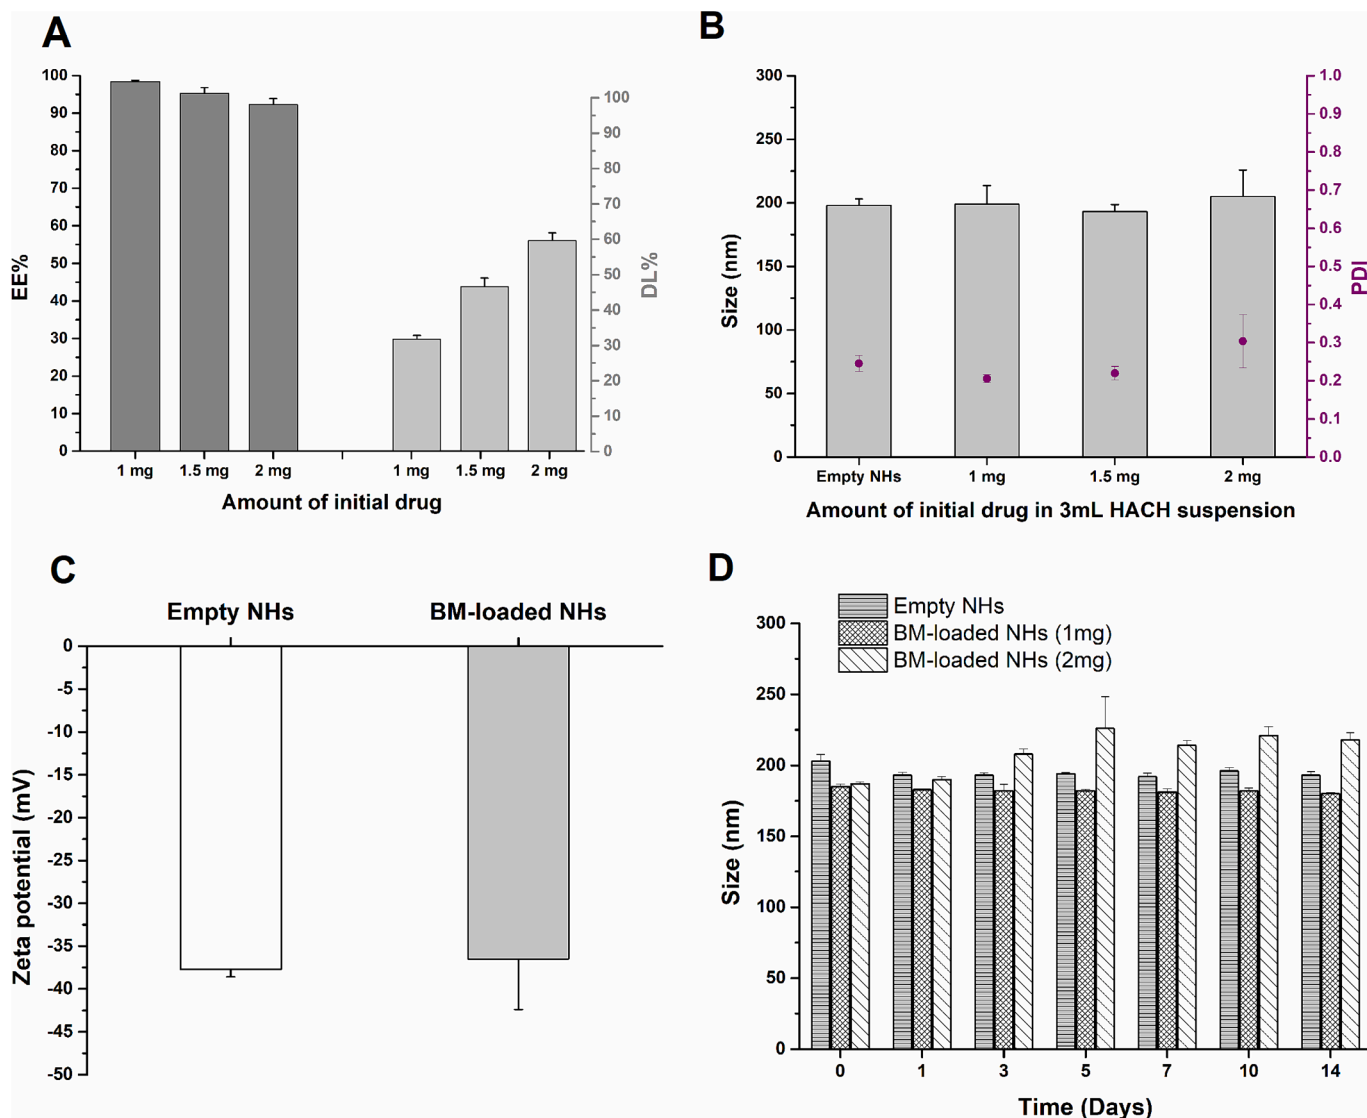 A
100
90
80
70
60
50
40
30
20
10
0
EE%
100
90
80
70
60
50
40
30
20
10
0
DL%
1 mg 1.5 mg 2 mg 1 mg 1.5 mg 2 mg
Amount of initial drug
B
300
250
200
150
100
50
0
Size (nm)
1.0
0.9
0.8
0.7
0.6
0.5
0.4
0.3
0.2
0.1
0.0
PDI
Empty NHs 1 mg 1.5 mg 2 mg
Amount of initial drug in 3mL HACH suspension
C
Empty NHs BM-loaded NHs
0
-5
-10
-15
-20
-25
-30
-35
-40
-45
-50
Zeta potential (mV)
D
Empty NHs
BM-loaded NHs (1mg)
BM-loaded NHs (2mg)
300
250
200
150
100
50
0
Size (nm)
0 1 3 5 7 10 14
Time (Days)